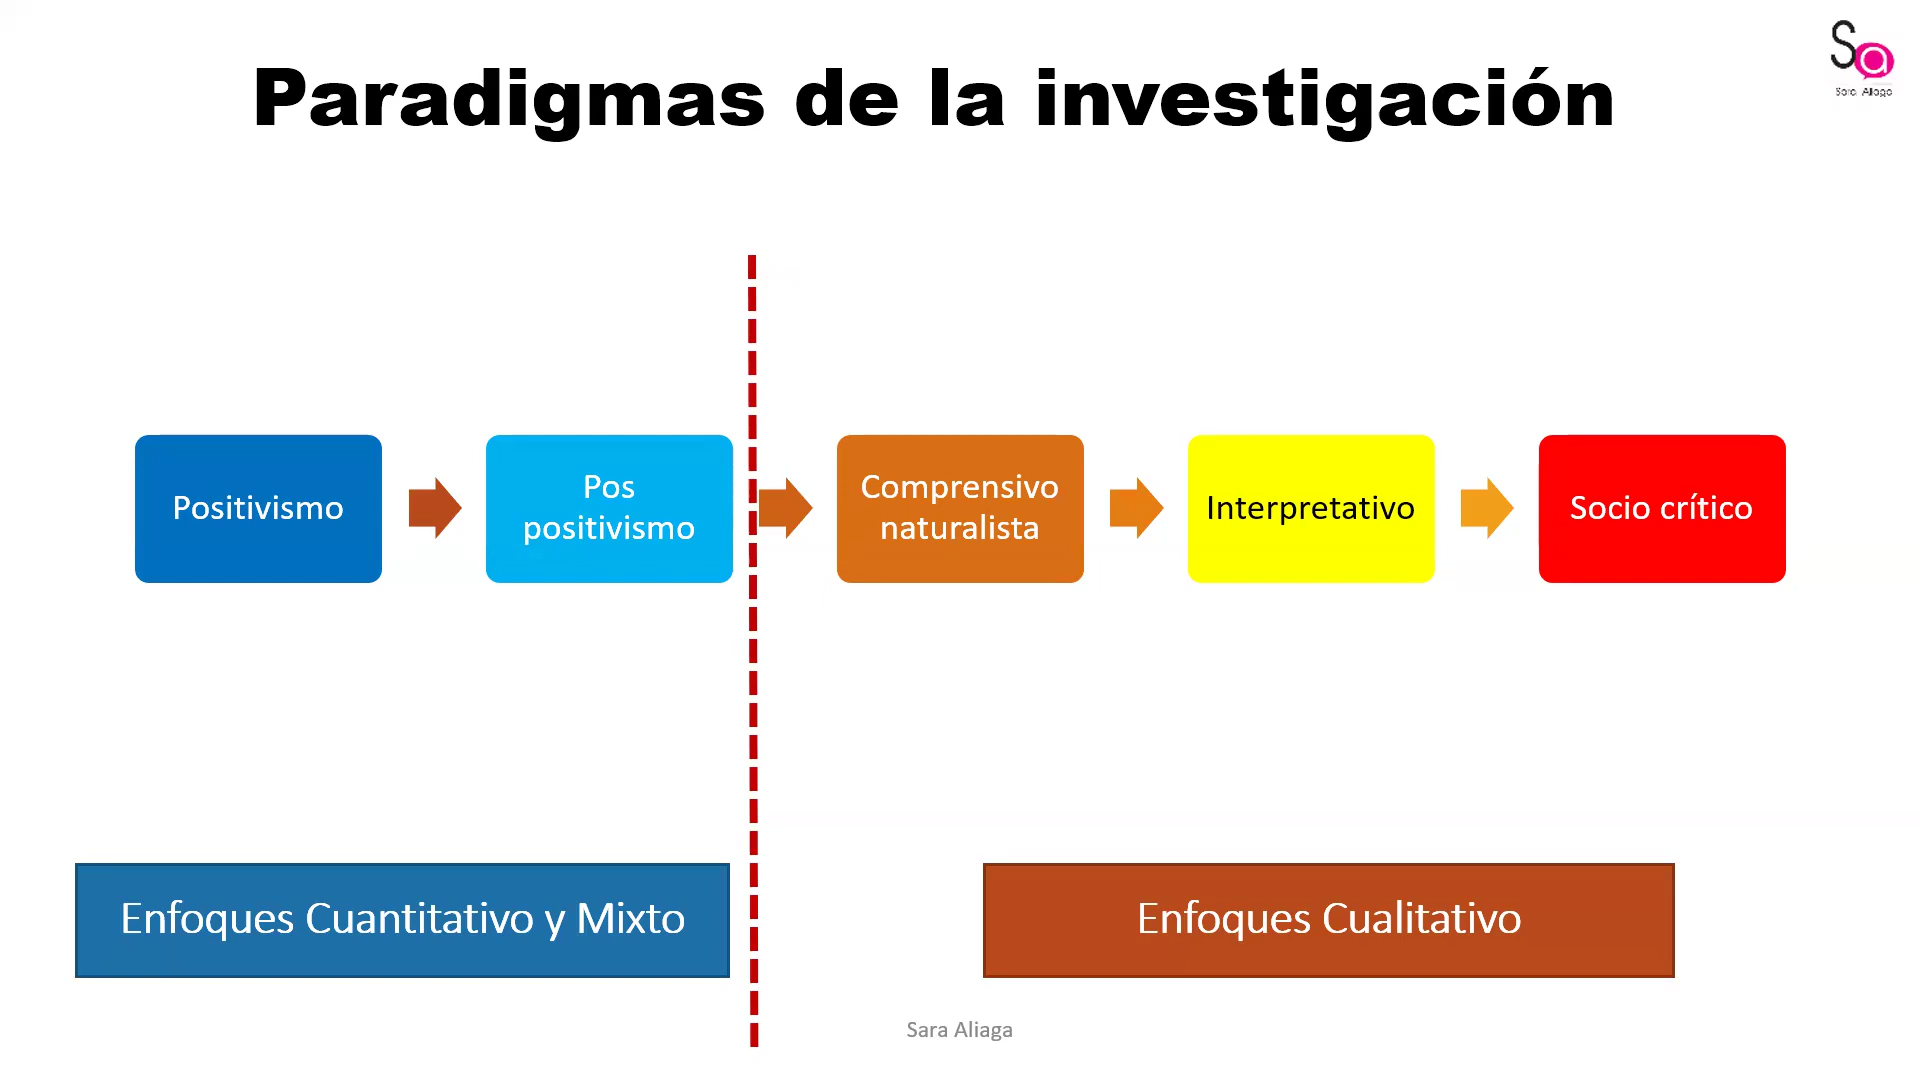 Paradigmas de la investigación
Sa
Sara Aliaga
Positivismo
Pos
positivismo
Comprensivo
naturalista
Interpretativo
Socio crítico
Enfoques Cuantitativo y Mixto
Enfoques Cualitativo
Sara Aliaga